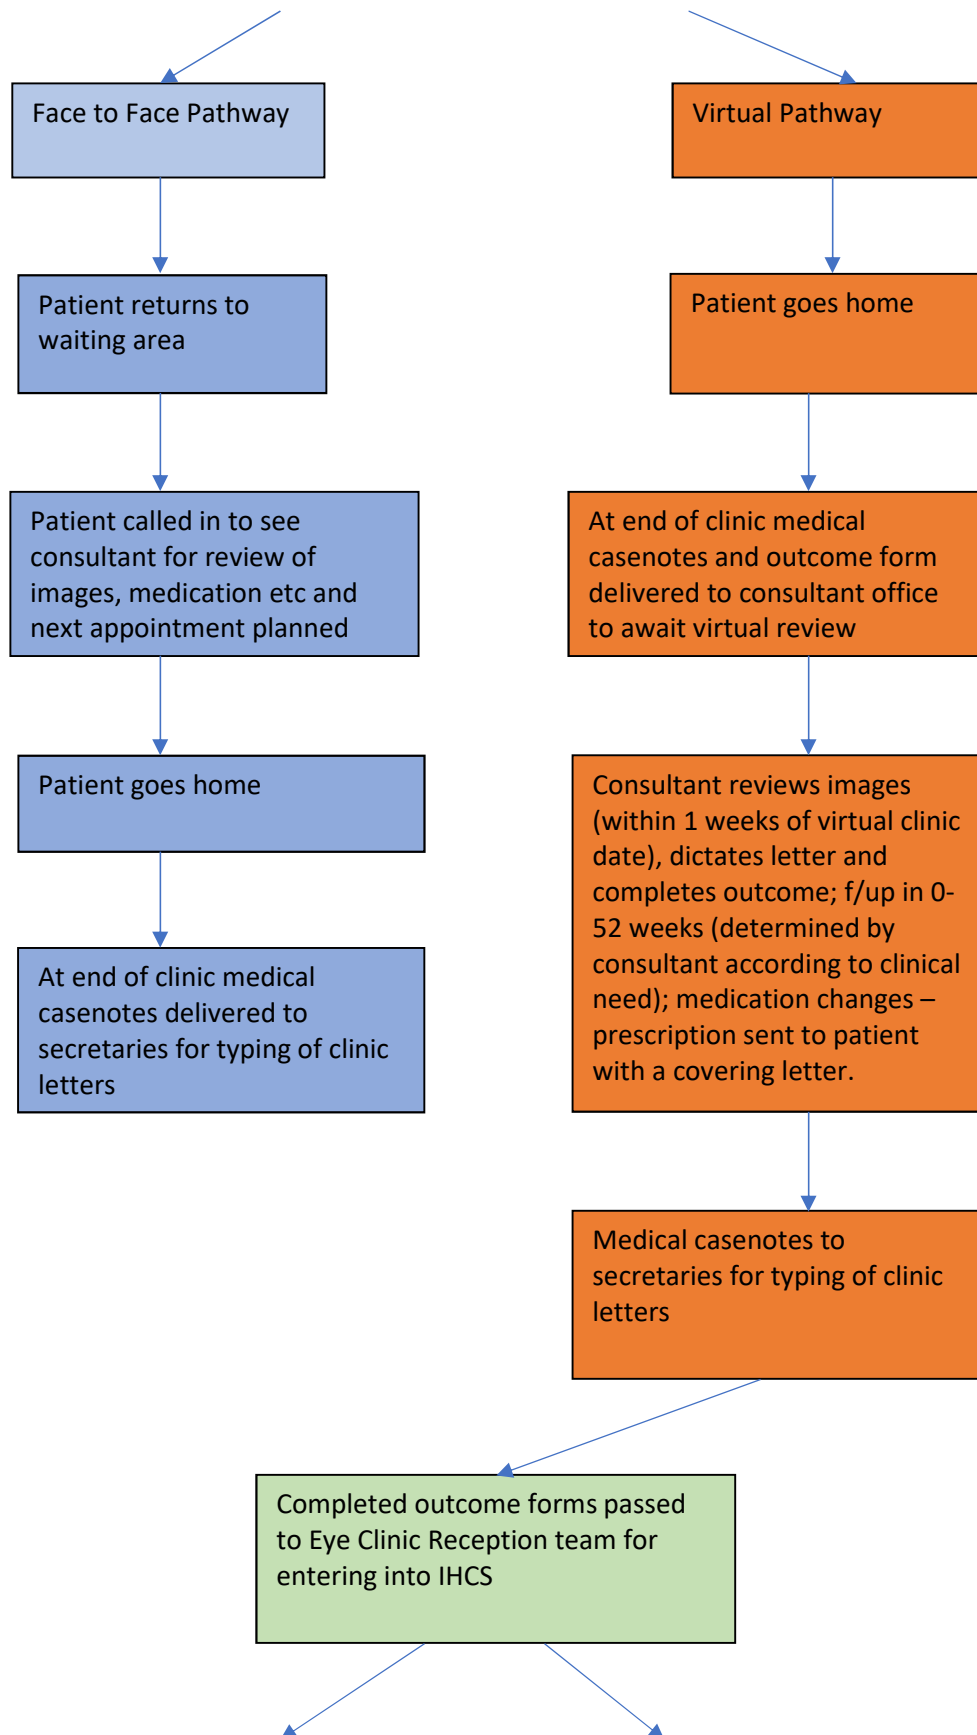 Face to Face Pathway
Patient returns to
waiting area
Patient called in to see
consultant for review of
images, medication etc and
next appointment planned
Patient goes home
At end of clinic medical
casenotes delivered to
secretaries for typing of clinic
letters
Virtual Pathway
Patient goes home
At end of clinic medical
casenotes and outcome form
delivered to consultant office
to await virtual review
Consultant reviews images
(within 1 weeks of virtual clinic
date), dictates letter and
completes outcome; f/up in 0-
52 weeks (determined by
consultant according to clinical
need); medication changes –
prescription sent to patient
with a covering letter.
Medical casenotes to
secretaries for typing of clinic
letters
Completed outcome forms passed
to Eye Clinic Reception team for
entering into IHCS